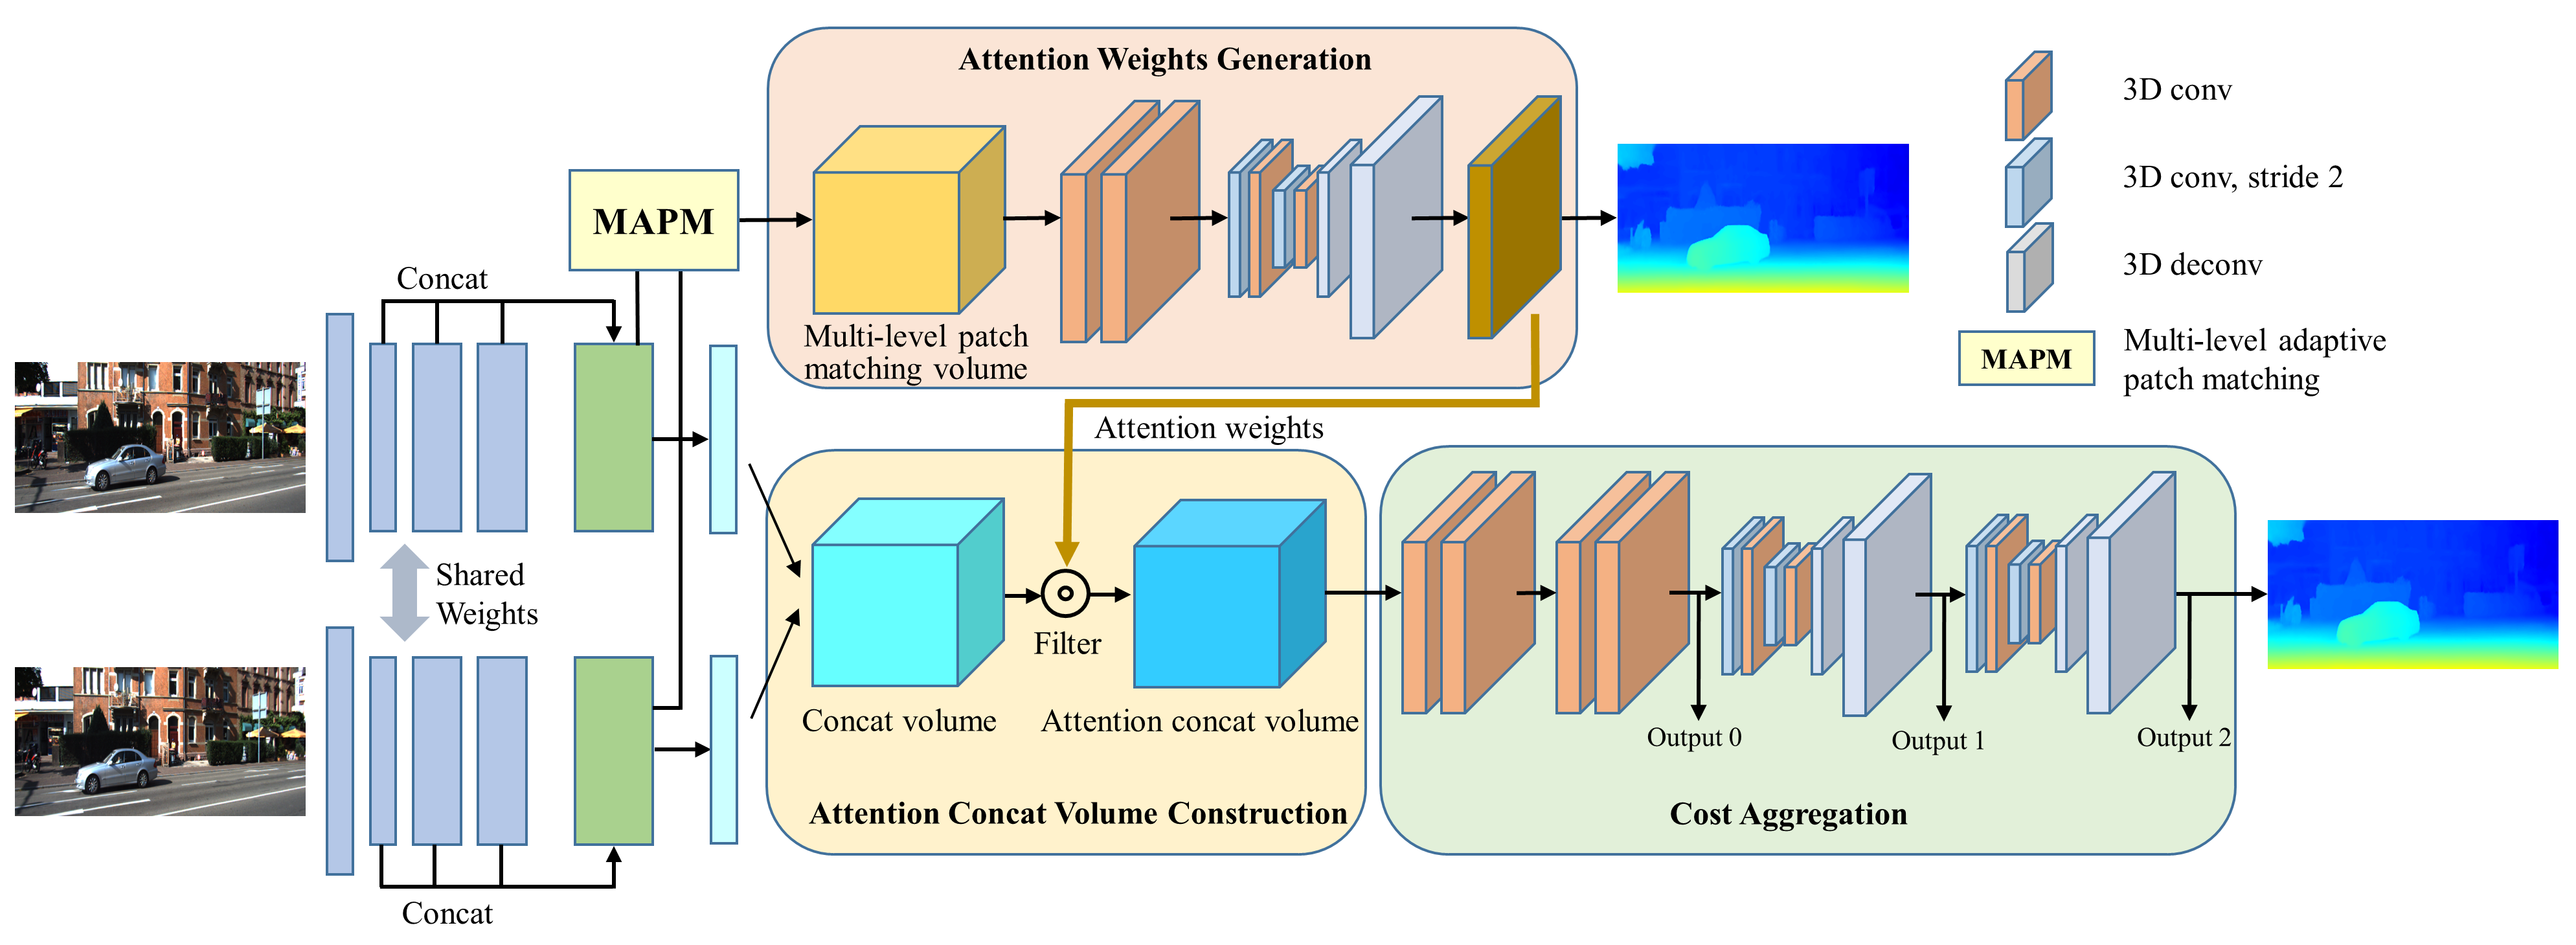 Attention Weights Generation
3D conv
3D conv, stride 2
3D deconv
MAPM
Multi-level adaptive
patch matching
MAPM
Concat
Multi-level patch
matching volume
Attention weights
Shared
Weights
Filter
Concat volume
Attention concat volume
Attention Concat Volume Construction
Output 0
Output 1
Output 2
Cost Aggregation
Concat